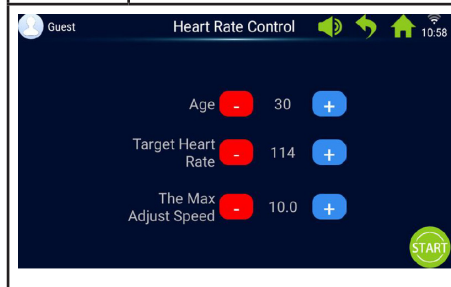 Guest
Heart Rate Control
10:58
Age - 30 +
Target Heart
Rate - 114 +
The Max
Adjust Speed - 10.0 +
START